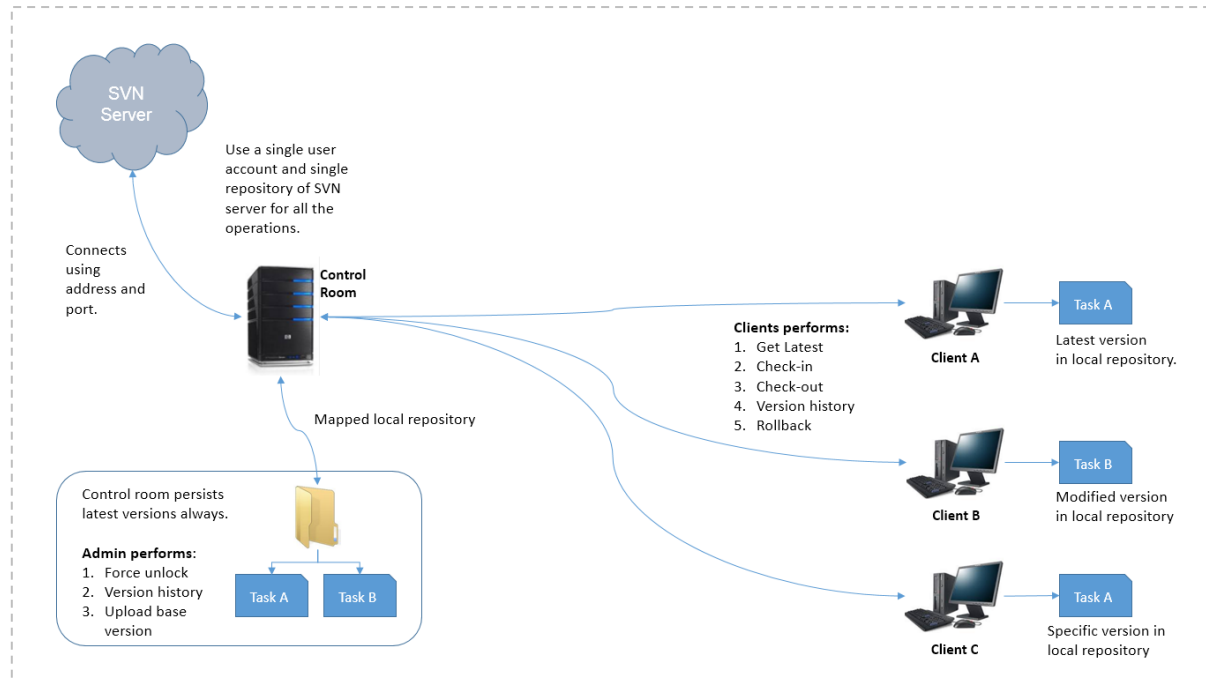 SVN
Server
Use a single user
account and single
repository of SVN
server for all the
operations.
Connects
using
address and
port.
Control
Room
Mapped local repository
Control room persists
latest versions always.
Admin performs:
1. Force unlock
2. Version history
3. Upload base
version
Task A
Task B
Clients performs:
1. Get Latest
2. Check-in
3. Check-out
4. Version history
5. Rollback
Client A
Task A
Latest version
in local repository.
Client B
Task B
Modified version
in local repository
Client C
Task A
Specific version in
local repository